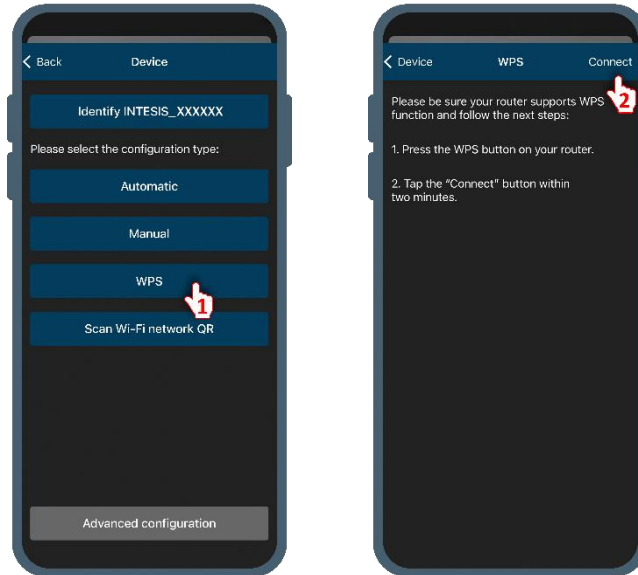 Back
Device
Identify INTESIS_XXXXXX
Please select the configuration type:
Automatic
Manual
WPS
1
Scan Wi-Fi network QR
Advanced configuration
Device
WPS
Connect
2
Please be sure your router supports WPS
function and follow the next steps:
1. Press the WPS button on your router.
2. Tap the “Connect” button within
two minutes.